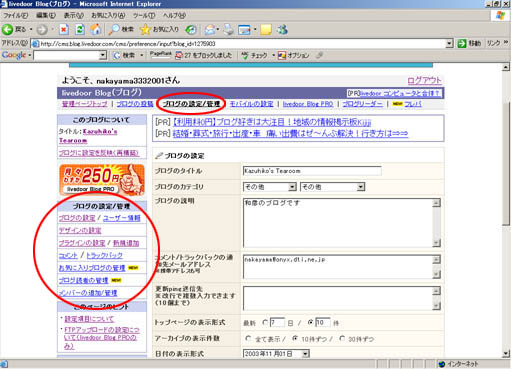 livedoor Blog(ブログ) - Microsoft Internet Explorer
ファイル(F) 編集(E) 表示(V) お気に入り(A) ツール(T) ヘルプ(H)
戻る 検索 お気に入り
アドレス(D) http://cms.blog.livedoor.com/cms/preference/input?blog_id=1275903 移動 リンク »
Google 検索 PageRank 27 をブロックしました チェック オプション
ようこそ、nakayama3332001さん ログアウト
livedoor Blog(ブログ) [PR]livedoor コンピュータと合体!
管理ページトップ | ブログの投稿 ブログの設定/管理 モバイルの設定 | livedoor Blog PRO | ブログリーダー | NEW フレパ
このブログについて
タイトル: Kazuhiko's Tearoom
ブログに設定を反映(再構築)
月々わずか 250円
livedoor Blog PRO
ブログの設定/管理
ブログの設定 / ユーザー情報
デザインの設定
プラグインの設定 / 新規追加
コメント / トラックバック
お気に入りブログの管理 NEW
ブログ読者の管理 NEW
メンバーの追加/管理
このページのヒント
・設定項目について
・FTPアップロードの設定について(livedoor Blog PROのみ)
[PR] 【利用料0円】ブログ好きは大注目!地域の情報掲示板Kijiji
[PR] 結婚・葬式・旅行・出産・車 痛い出費はぜ～んぶ解決!行き方は⇒⇒
ブログの設定
ブログのタイトル Kazuhiko's Tearoom
ブログのカテゴリ その他 その他
ブログの説明 和彦のブログです
コメント/トラックバックの通知先メールアドレス nakayama@onyx.dti.ne.jp
更新ping送信先
※改行で複数入力できます
(10個まで)
トップページの表示形式 最新 7 日 / 10 件
アーカイブの表示件数 全て表示 / 10件ずつ / 30件ずつ
日付の表示形式 2003年11月01日
インターネット